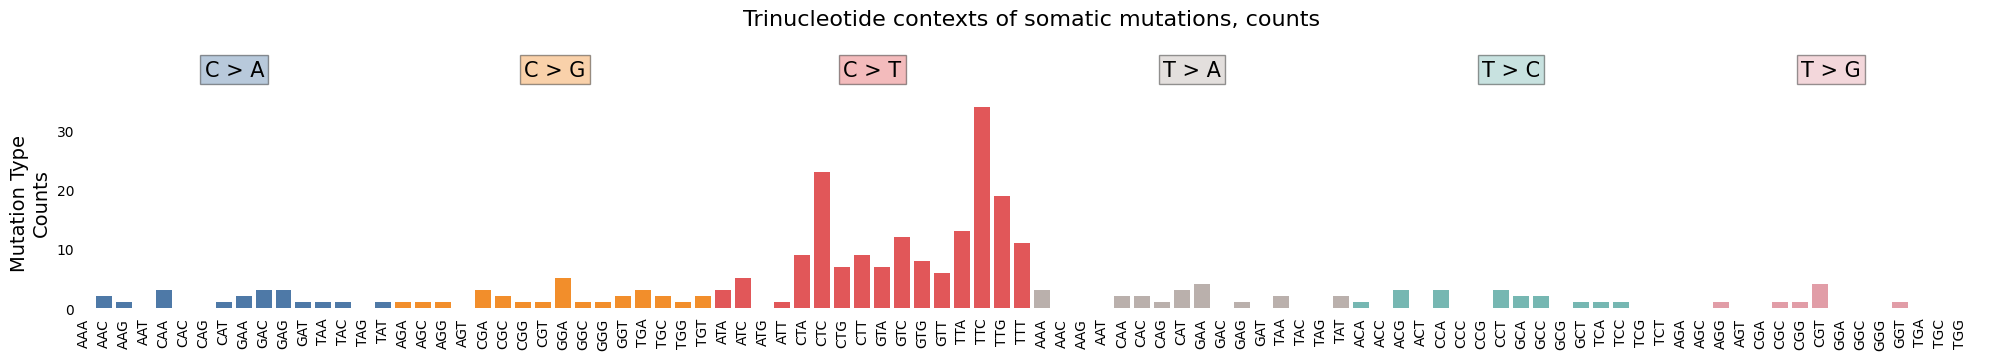 Trinucleotide contexts of somatic mutations, counts
C > A
C > G
C > T
T > A
T > C
T > G
Mutation Type
Counts
30
20
10
0
AAA AAC AAG AAT CAA CAC CAG CAT GAA GAC GAG GAT TAA TAC TAG TAT AGA AGC AGG AGT CGA CGC CGG CGT GGA GGC GGG GGT TGA TGC TGG TGT ATA ATC ATG ATT CTA CTC CTG CTT GTA GTC GTG GTT TTA TTC TTG TTT AAA AAC AAG AAT CAA CAC CAG CAT GAA GAC GAG GAT TAA TAC TAG TAT ACA ACC ACG ACT CCA CCC CCG CCT GCA GCC GCG GCT TCA TCC TCG TCT AGA AGC AGG AGT CGA CGC CGG CGT GGA GGC GGG GGT TGA TGC TGG